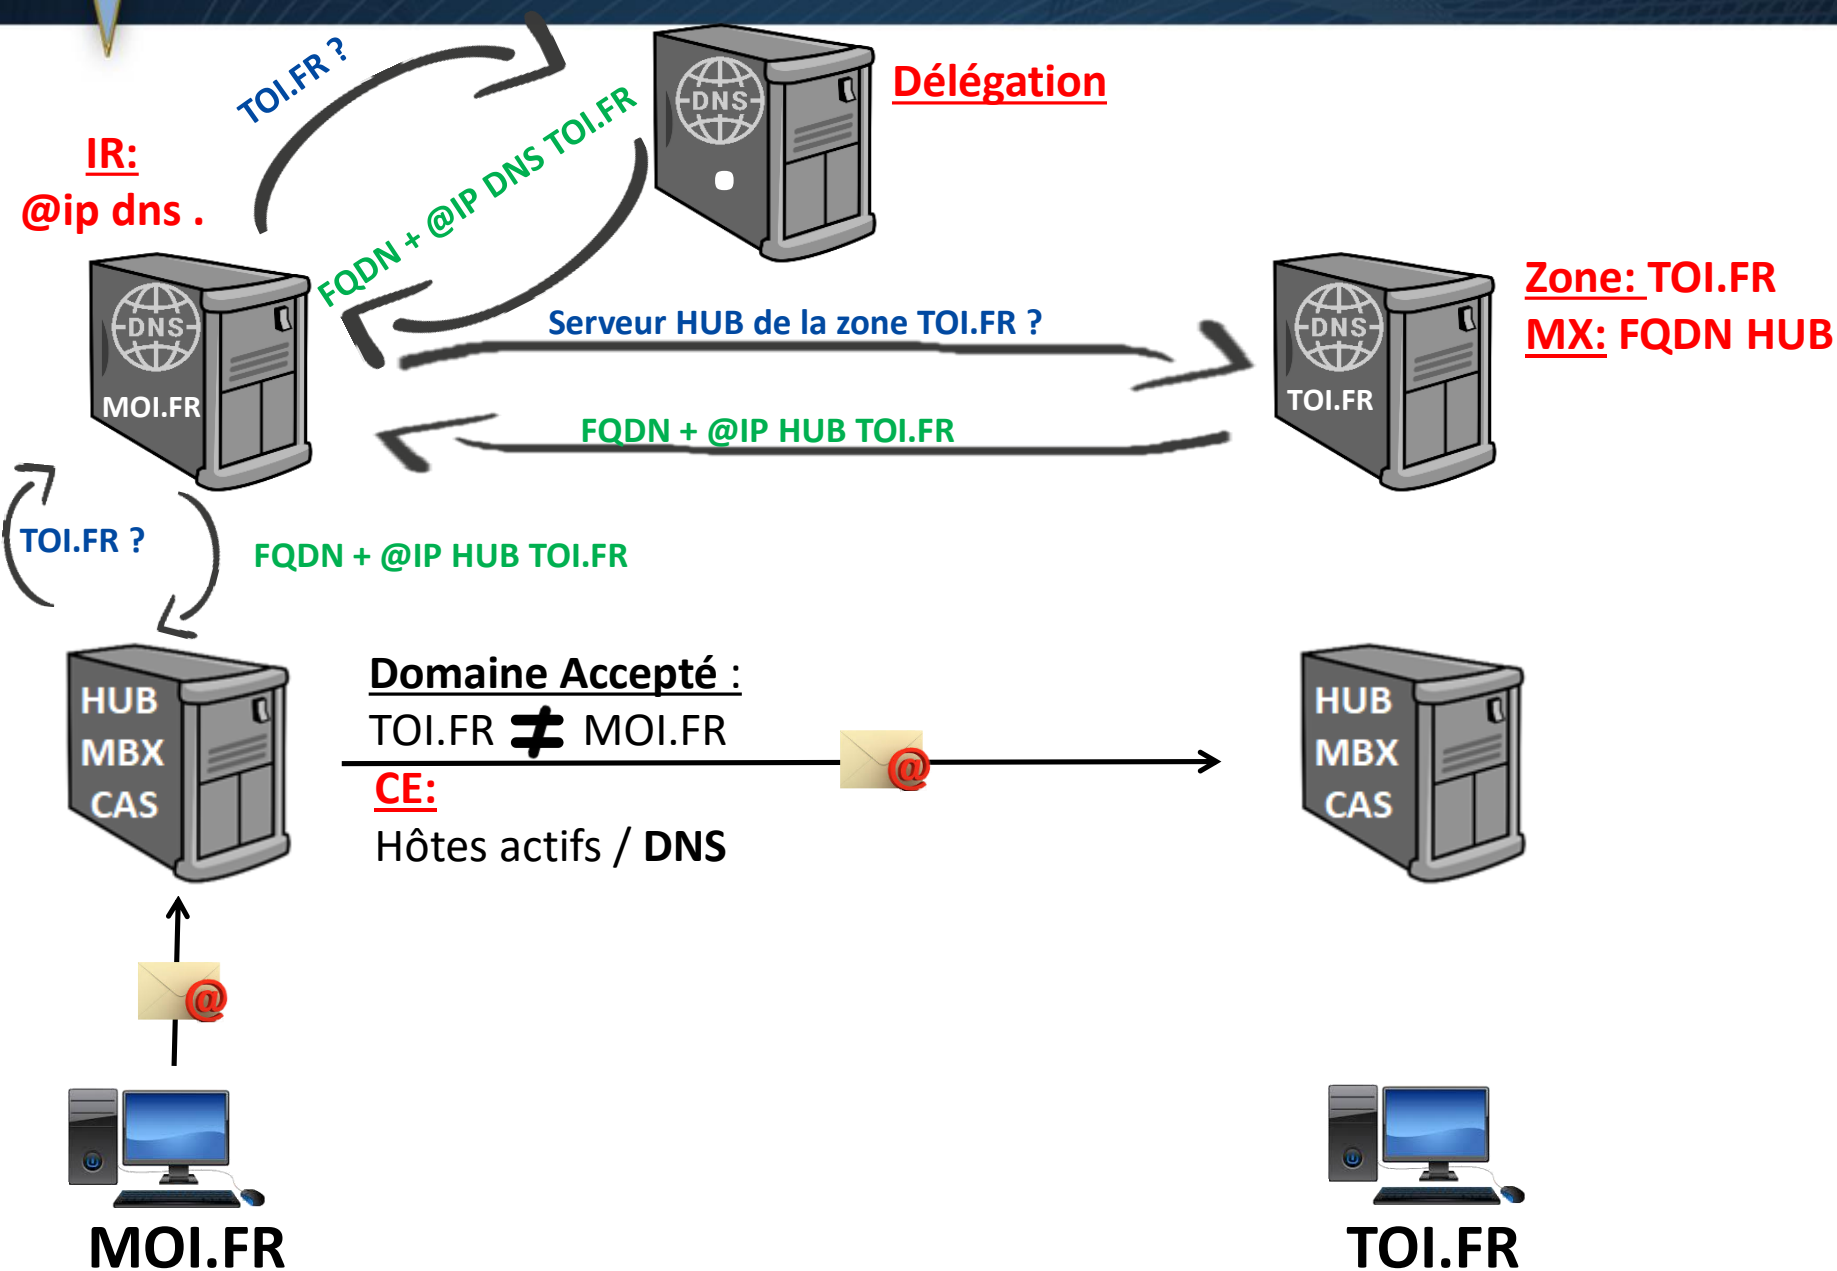 TOI.FR ?
DNS
.
Délégation
FQDN + @IP DNS TOI.FR
IR:
@ip dns .
DNS
MOI.FR
Serveur HUB de la zone TOI.FR ?
FQDN + @IP HUB TOI.FR
DNS
TOI.FR
Zone: TOI.FR
MX: FQDN HUB
TOI.FR ?
FQDN + @IP HUB TOI.FR
HUB
MBX
CAS
Domaine Accepté :
TOI.FR ≠ MOI.FR
CE:
Hôtes actifs / DNS
@
HUB
MBX
CAS
@
MOI.FR
TOI.FR